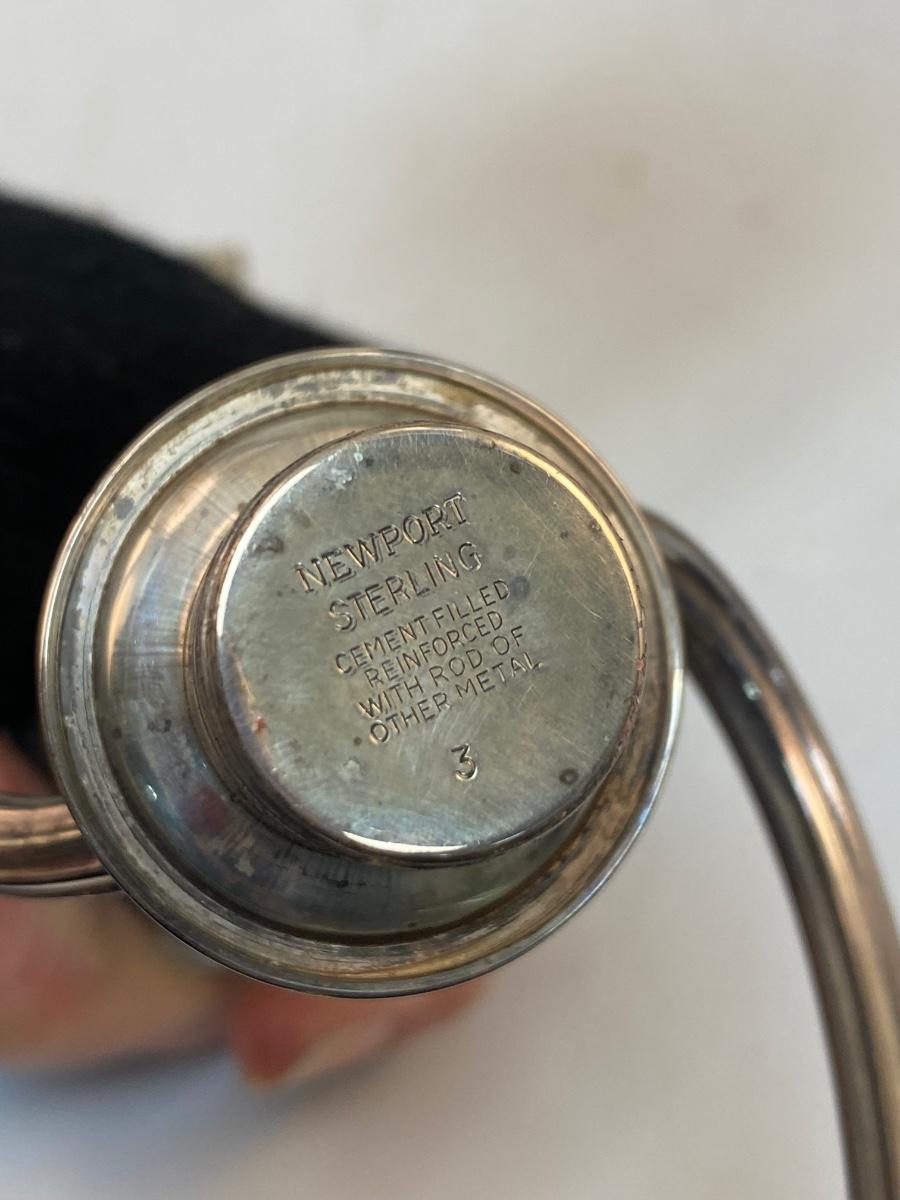 NEWPORT
STERLING
CEMENT FILLED
REINFORCED
WITH ROD OF
OTHER METAL
3